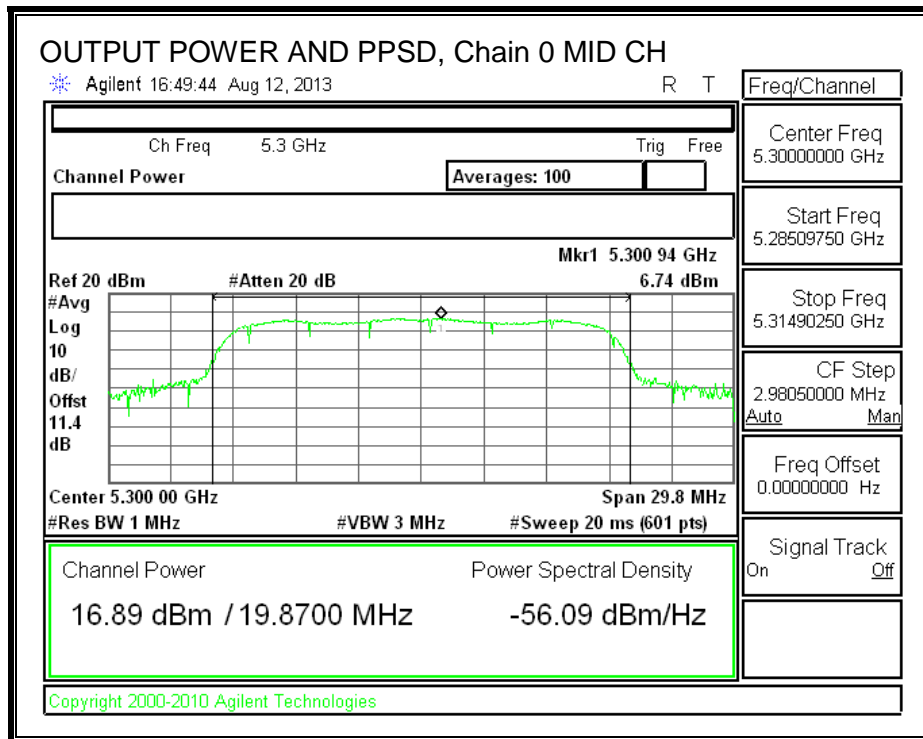 OUTPUT POWER AND PPSD, Chain 0 MID CH
Agilent 16:49:44 Aug 12, 2013 R T
Freq/Channel
Ch Freq 5.3 GHz Trig Free
Channel Power Averages: 100
Mkr1 5.300 94 GHz
Ref 20 dBm #Atten 20 dB 6.74 dBm
#Avg
Log
10
dB/
Offst
11.4
dB
1
Center 5.300 00 GHz Span 29.8 MHz
#Res BW 1 MHz #VBW 3 MHz #Sweep 20 ms (601 pts)
Channel Power Power Spectral Density
16.89 dBm / 19.8700 MHz -56.09 dBm/Hz
Center Freq
5.30000000 GHz
Start Freq
5.28509750 GHz
Stop Freq
5.31490250 GHz
CF Step
2.98050000 MHz
Auto Man
Freq Offset
0.00000000 Hz
Signal Track
On Off
Copyright 2000-2010 Agilent Technologies